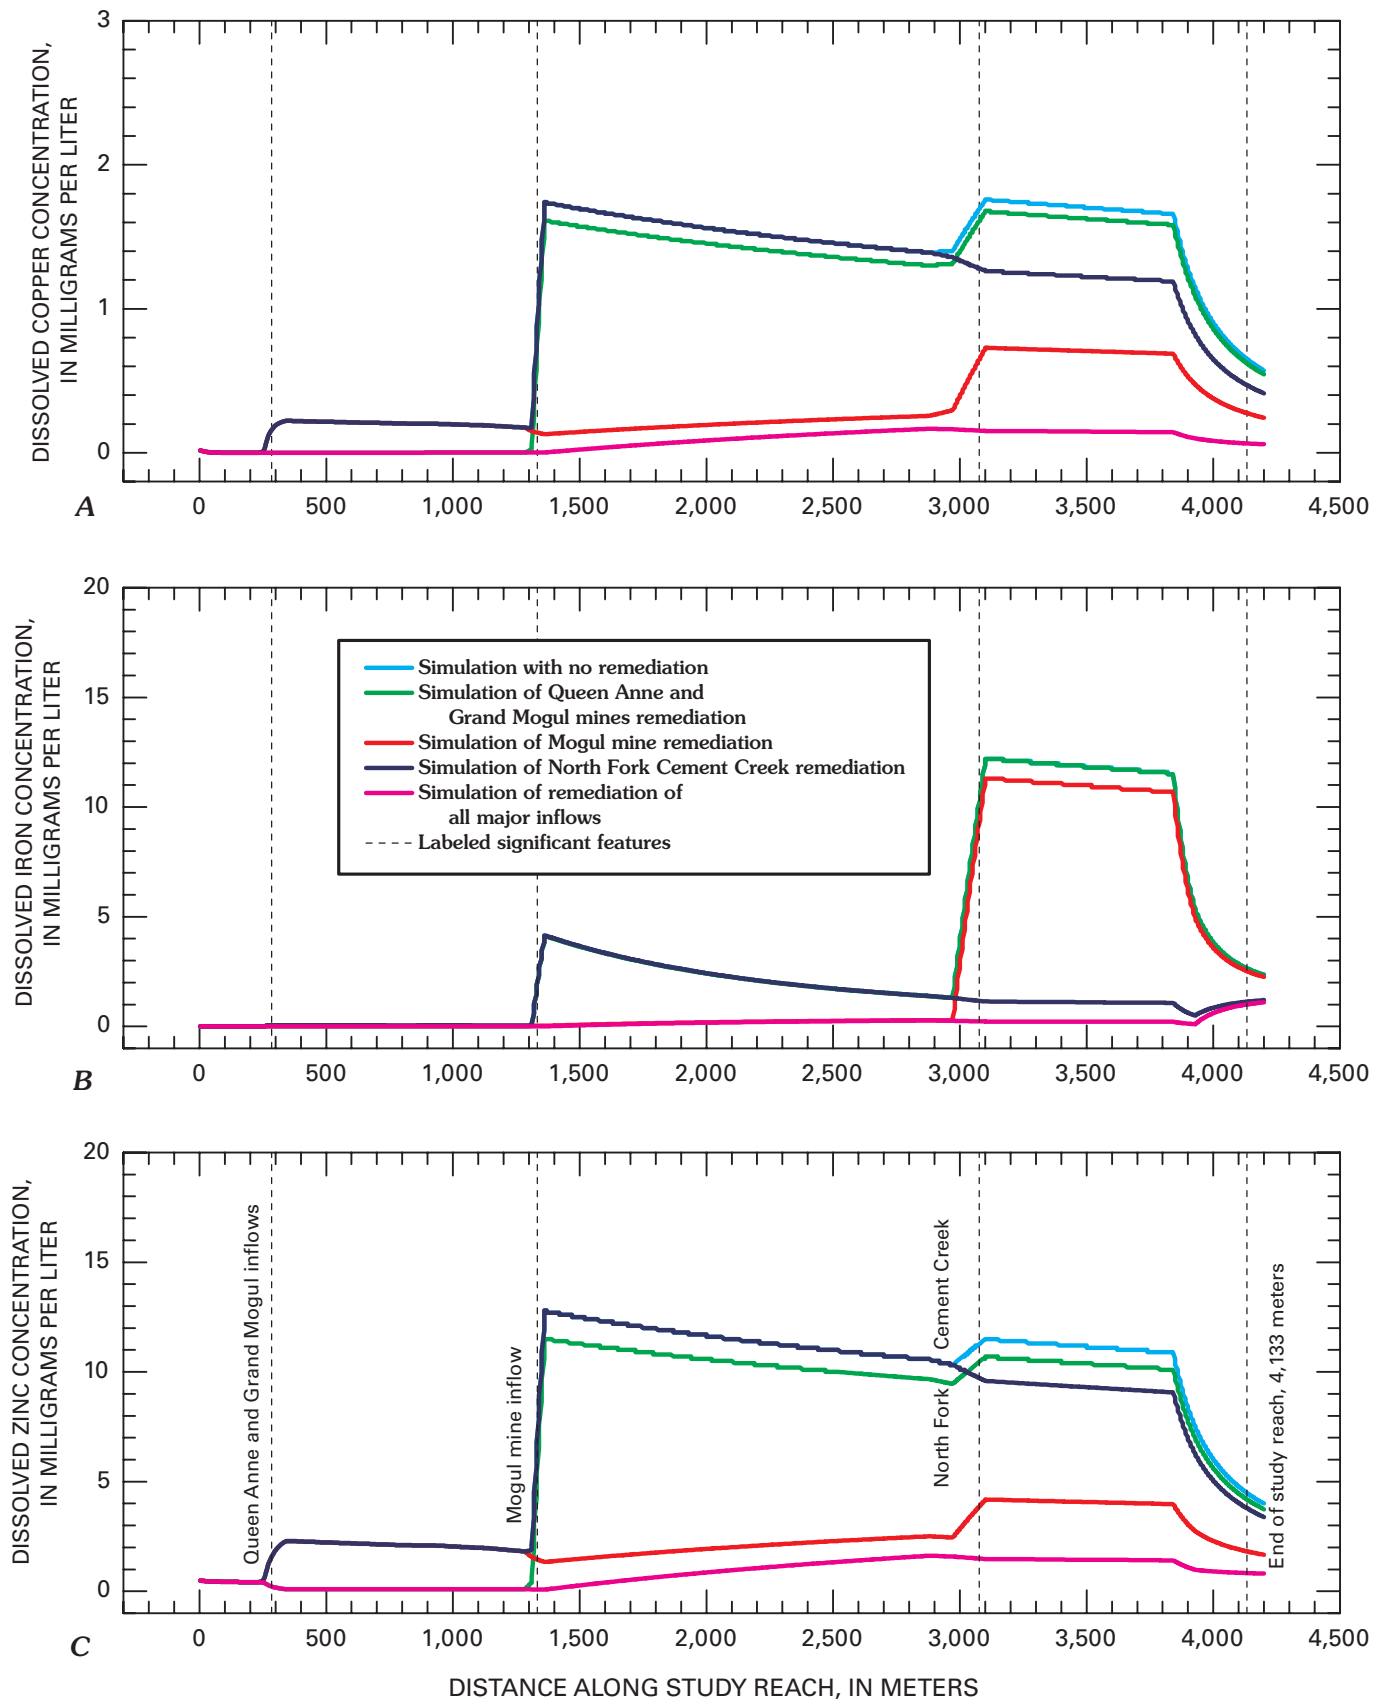 DISSOLVED COPPER CONCENTRATION,
IN MILLIGRAMS PER LITER
3
2
1
0
A
0 500 1,000 1,500 2,000 2,500 3,000 3,500 4,000 4,500
DISSOLVED IRON CONCENTRATION,
IN MILLIGRAMS PER LITER
20
15
10
5
0
Simulation with no remediation
Simulation of Queen Anne and
Grand Mogul mines remediation
Simulation of Mogul mine remediation
Simulation of North Fork Cement Creek remediation
Simulation of remediation of
all major inflows
Labeled significant features
B
0 500 1,000 1,500 2,000 2,500 3,000 3,500 4,000 4,500
DISSOLVED ZINC CONCENTRATION,
IN MILLIGRAMS PER LITER
20
15
10
5
0
Queen Anne and Grand Mogul inflows
Mogul mine inflow
North Fork Cement Creek
End of study reach, 4,133 meters
C
0 500 1,000 1,500 2,000 2,500 3,000 3,500 4,000 4,500
DISTANCE ALONG STUDY REACH, IN METERS